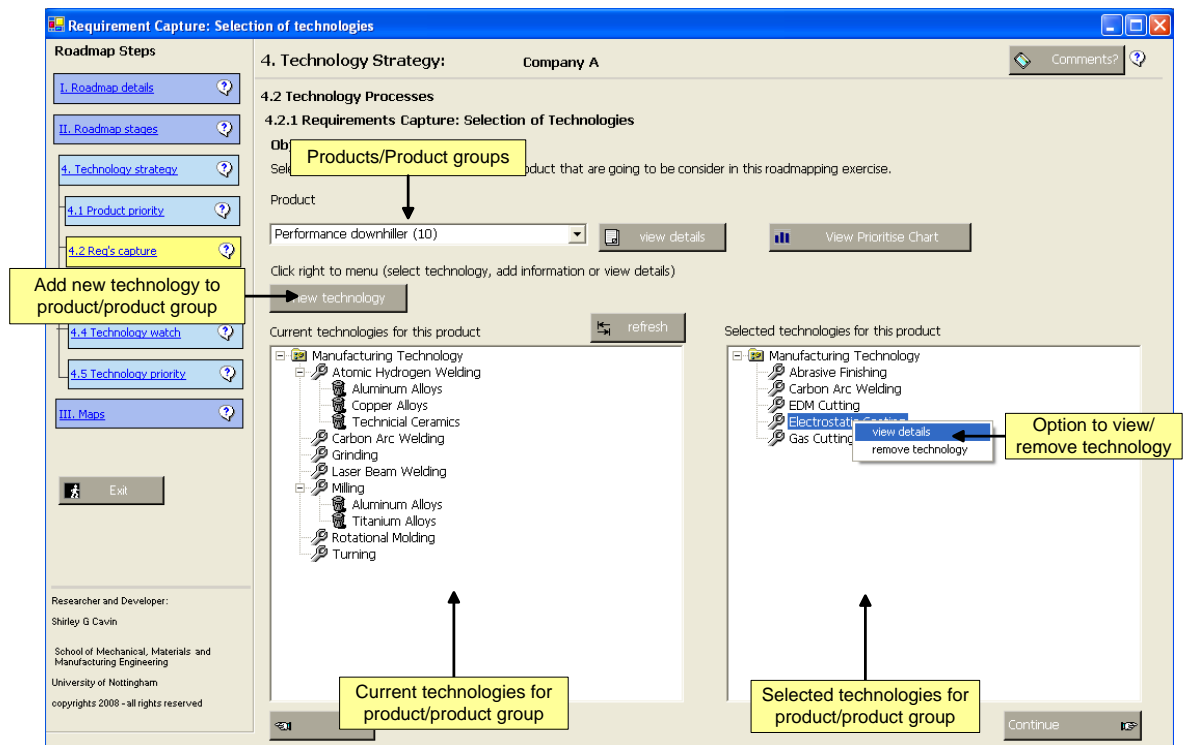 Requirement Capture: Selection of technologies
Roadmap Steps
I. Roadmap details
II. Roadmap stages
4. Technology strategy
4.1 Product priority
4.2 Req's capture
Add new technology to
product/product group
4.4 Technology watch
4.5 Technology priority
III. Maps
Exit
Researcher and Developer:
Shirley G Cavin
School of Mechanical, Materials and
Manufacturing Engineering
University of Nottingham
copyrights 2008 - all rights reserved
4. Technology Strategy: Company A
Comments?
4.2 Technology Processes
4.2.1 Requirements Capture: Selection of Technologies
Products/Product groups
that are going to be consider in this roadmapping exercise.
Product
Performance downhiller (10)
view details
View Prioritise Chart
Click right to menu (select technology, add information or view details)
technology
refresh
Current technologies for this product
Manufacturing Technology
Atomic Hydrogen Welding
Aluminum Alloys
Copper Alloys
Technicial Ceramics
Carbon Arc Welding
Grinding
Laser Beam Welding
Milling
Aluminum Alloys
Titanium Alloys
Rotational Molding
Turning
Current technologies for
product/product group
Selected technologies for this product
Manufacturing Technology
Abrasive Finishing
Carbon Arc Welding
EDM Cutting
Electrostatic
Gas Cutting
view details
remove technology
Option to view/
remove technology
Selected technologies for
product/product group
Continue